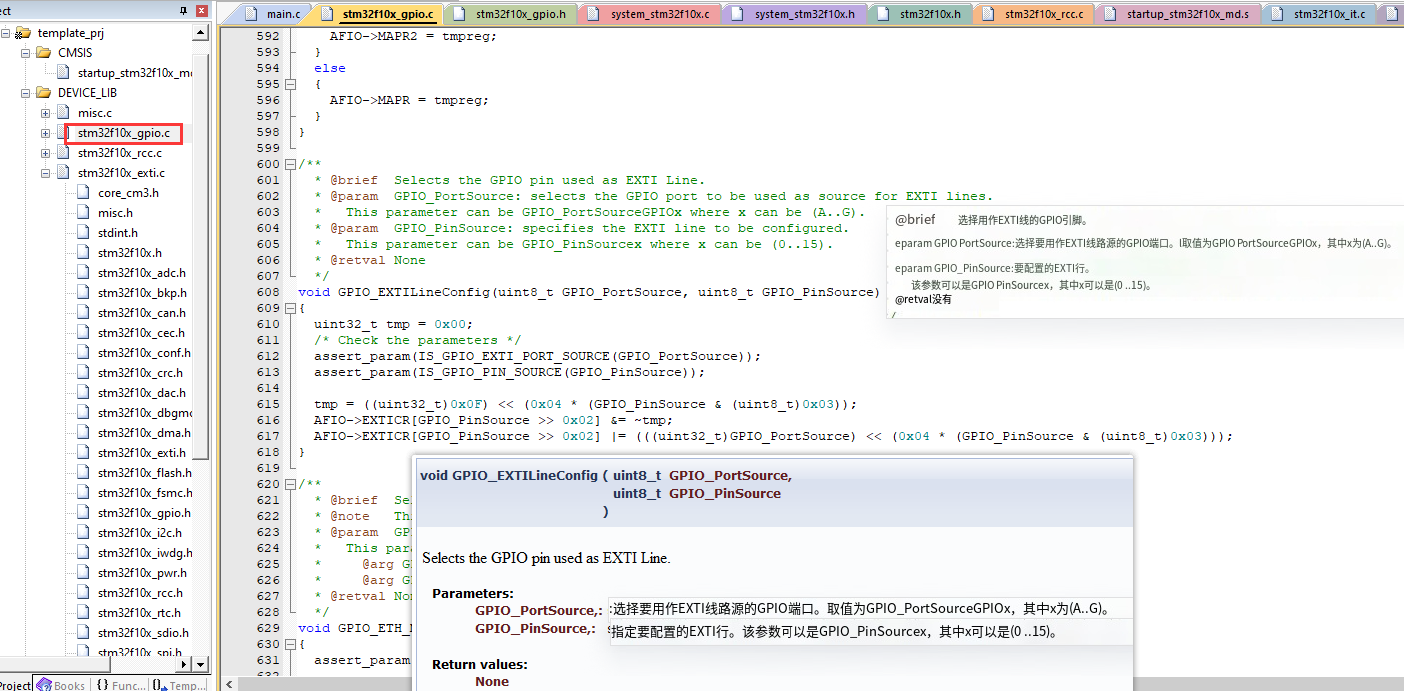 ect
template_prj
CMSIS
startup_stm32f10x_m
DEVICE_LIB
misc.c
stm32f10x_gpio.c
stm32f10x_rcc.c
stm32f10x_exti.c
core_cm3.h
misc.h
stdint.h
stm32f10x.h
stm32f10x_adc.h
stm32f10x_bkp.h
stm32f10x_can.h
stm32f10x_cec.h
stm32f10x_conf.h
stm32f10x_crc.h
stm32f10x_dac.h
stm32f10x_dbgmc
stm32f10x_dma.h
stm32f10x_exti.h
stm32f10x_flash.h
stm32f10x_fsmc.h
stm32f10x_gpio.h
stm32f10x_i2c.h
stm32f10x_iwdg.h
stm32f10x_pwr.h
stm32f10x_rcc.h
stm32f10x_rtc.h
stm32f10x_sdio.h
stm32f10x_spi.h
Project Books {} Func... Temp...
main.c stm32f10x_gpio.c stm32f10x_gpio.h system_stm32f10x.c system_stm32f10x.h stm32f10x.h stm32f10x_rcc.c startup_stm32f10x_md.s stm32f10x_it.c
592 AFIO->MAPR2 = tmpreg;
593 }
594 else
595 {
596 AFIO->MAPR = tmpreg;
597 }
598 }
599
600 /**
601 * @brief Selects the GPIO pin used as EXTI Line.
602 * @param GPIO_PortSource: selects the GPIO port to be used as source for EXTI lines.
603 * This parameter can be GPIO_PortSourceGPIOx where x can be (A..G).
604 * @param GPIO_PinSource: specifies the EXTI line to be configured.
605 * This parameter can be GPIO_PinSourcex where x can be (0..15).
606 * @retval None
607 */
608 void GPIO_EXTILineConfig(uint8_t GPIO_PortSource, uint8_t GPIO_PinSource)
609 {
610 uint32_t tmp = 0x00;
611 /* Check the parameters */
612 assert_param(IS_GPIO_EXTI_PORT_SOURCE(GPIO_PortSource));
613 assert_param(IS_GPIO_PIN_SOURCE(GPIO_PinSource));
614
615 tmp = ((uint32_t)0x0F) << (0x04 * (GPIO_PinSource & (uint8_t)0x03));
616 AFIO->EXTICR[GPIO_PinSource >> 0x02] &= ~tmp;
617 AFIO->EXTICR[GPIO_PinSource >> 0x02] |= (((uint32_t)GPIO_PortSource) << (0x04 * (GPIO_PinSource & (uint8_t)0x03)));
618 }
619
620 /**
621 * @brief Se
622 * @note Th
623 * @param GP
624 * This par
625 * @arg G
626 * @arg G
627 * @retval No
628 */
629 void GPIO_ETH_
630 {
631 assert_param
632
@brief 选择用作EXTI线的GPIO引脚。
eparam GPIO PortSource:选择要用作EXTI线路源的GPIO端口。l取值为GPIO PortSourceGPIOx，其中x为(A..G)。
eparam GPIO_PinSource:要配置的EXTI行。
该参数可以是GPIO PinSourcex，其中x可以是(0 ..15)。
@retval没有
/
void GPIO_EXTILineConfig ( uint8_t GPIO_PortSource,
uint8_t GPIO_PinSource
)
Selects the GPIO pin used as EXTI Line.
Parameters:
GPIO_PortSource,: :选择要用作EXTI线路源的GPIO端口。取值为GPIO_PortSourceGPIOx，其中x为(A..G)。
GPIO_PinSource,: 指定要配置的EXTI行。该参数可以是GPIO_PinSourcex，其中x可以是(0 ..15)。
Return values:
None